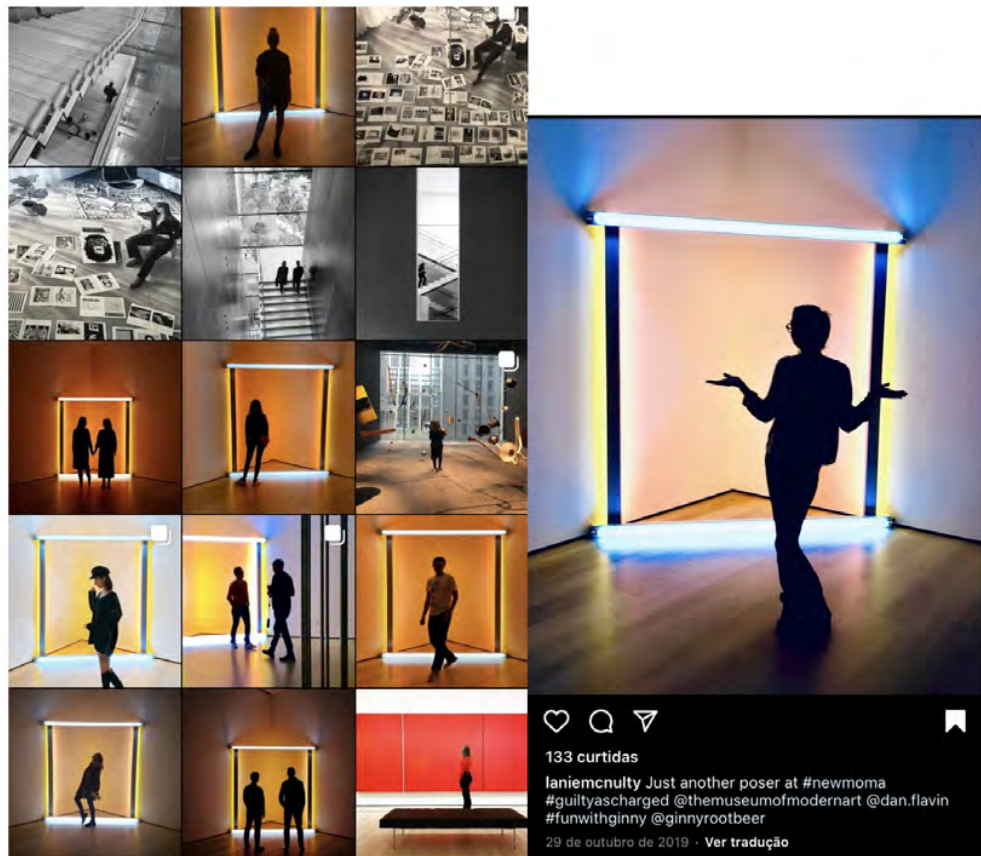 133 curtidas
laniemcnulty Just another poser at #newmoma
#guiltyascharged @themuseumofmodernart @dan.flavin
#funwithginny @ginnyrootbeer
29 de outubro de 2019 · Ver tradução